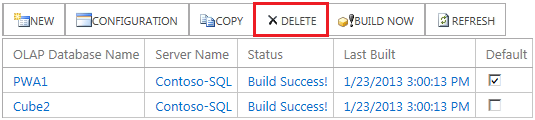 NEW CONFIGURATION COPY DELETE BUILD NOW REFRESH
OLAP Database Name Server Name Status Last Built Default
PWA1 Contoso-SQL Build Success! 1/23/2013 3:00:13 PM
Cube2 Contoso-SQL Build Success! 1/23/2013 3:00:13 PM